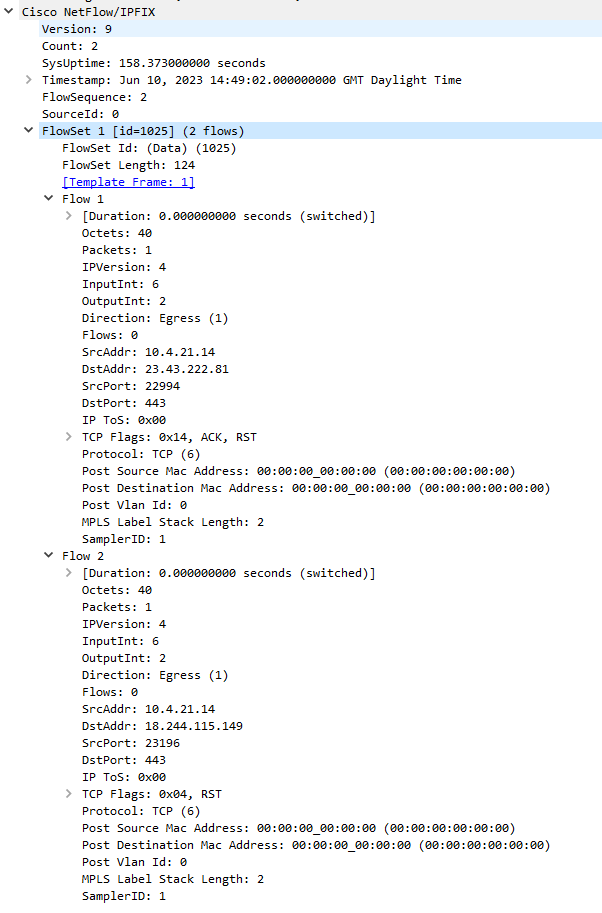 Cisco NetFlow/IPFIX
Version: 9
Count: 2
SysUptime: 158.373000000 seconds
Timestamp: Jun 10, 2023 14:49:02.000000000 GMT Daylight Time
FlowSequence: 2
SourceId: 0
FlowSet 1 [id=1025] (2 flows)
FlowSet Id: (Data) (1025)
FlowSet Length: 124
[Template Frame: 1]
Flow 1
[Duration: 0.000000000 seconds (switched)]
Octets: 40
Packets: 1
IPVersion: 4
InputInt: 6
OutputInt: 2
Direction: Egress (1)
Flows: 0
SrcAddr: 10.4.21.14
DstAddr: 23.43.222.81
SrcPort: 22994
DstPort: 443
IP ToS: 0x00
TCP Flags: 0x14, ACK, RST
Protocol: TCP (6)
Post Source Mac Address: 00:00:00_00:00:00 (00:00:00:00:00:00)
Post Destination Mac Address: 00:00:00_00:00:00 (00:00:00:00:00:00)
Post Vlan Id: 0
MPLS Label Stack Length: 2
SamplerID: 1
Flow 2
[Duration: 0.000000000 seconds (switched)]
Octets: 40
Packets: 1
IPVersion: 4
InputInt: 6
OutputInt: 2
Direction: Egress (1)
Flows: 0
SrcAddr: 10.4.21.14
DstAddr: 18.244.115.149
SrcPort: 23196
DstPort: 443
IP ToS: 0x00
TCP Flags: 0x04, RST
Protocol: TCP (6)
Post Source Mac Address: 00:00:00_00:00:00 (00:00:00:00:00:00)
Post Destination Mac Address: 00:00:00_00:00:00 (00:00:00:00:00:00)
Post Vlan Id: 0
MPLS Label Stack Length: 2
SamplerID: 1